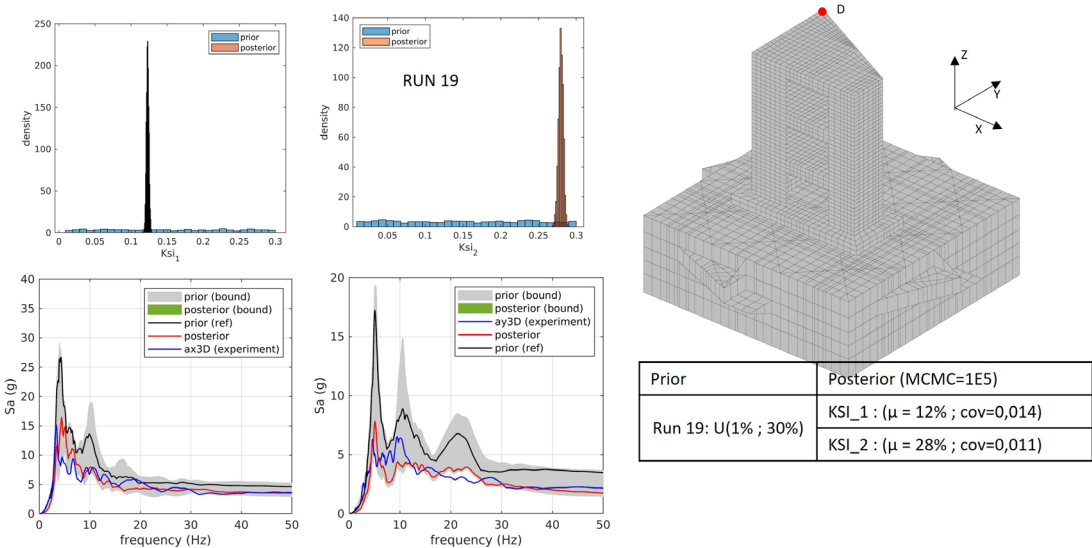 250
200
150
100
50
0
density
prior
posterior
0
0.05
0.1
0.15
0.2
0.25
0.3
Ksi1
140
120
100
80
60
40
20
0
density
prior
posterior
RUN 19
0.05
0.1
0.15
0.2
0.25
0.3
Ksi2
D
Z
Y
X
40
35
30
25
20
15
10
5
0
Sa (g)
prior (bound)
posterior (bound)
prior (ref)
posterior
ax3D (experiment)
0
10
20
30
40
50
frequency (Hz)
20
15
10
5
0
Sa (g)
prior (bound)
posterior (bound)
ay3D (experiment)
posterior
prior (ref)
0
10
20
30
40
50
frequency (Hz)
Prior
Posterior (MCMC=1E5)
Run 19: U(1% ; 30%)
KSI_1 : (μ = 12% ; cov=0,014)
KSI_2 : (μ = 28% ; cov=0,011)